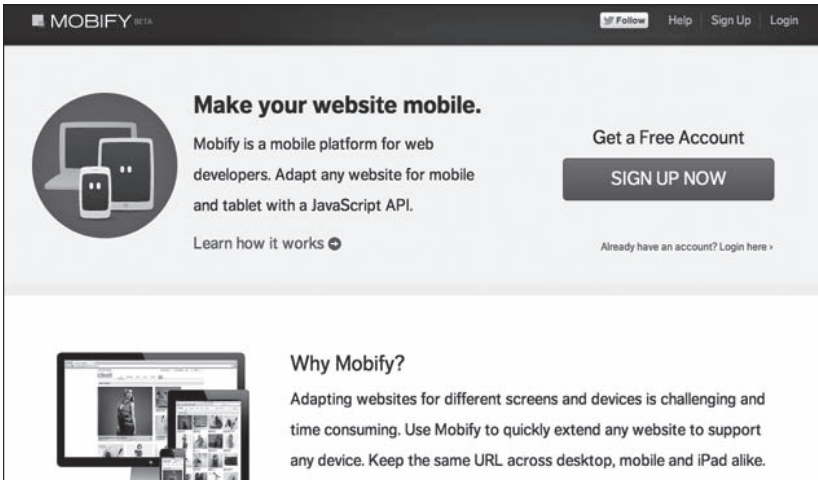 MOBIFY BETA
Follow Help Sign Up Login
Make your website mobile.
Mobify is a mobile platform for web
developers. Adapt any website for mobile
and tablet with a JavaScript API.
Learn how it works
Get a Free Account
SIGN UP NOW
Already have an account? Login here ›
Why Mobify?
Adapting websites for different screens and devices is challenging and
time consuming. Use Mobify to quickly extend any website to support
any device. Keep the same URL across desktop, mobile and iPad alike.